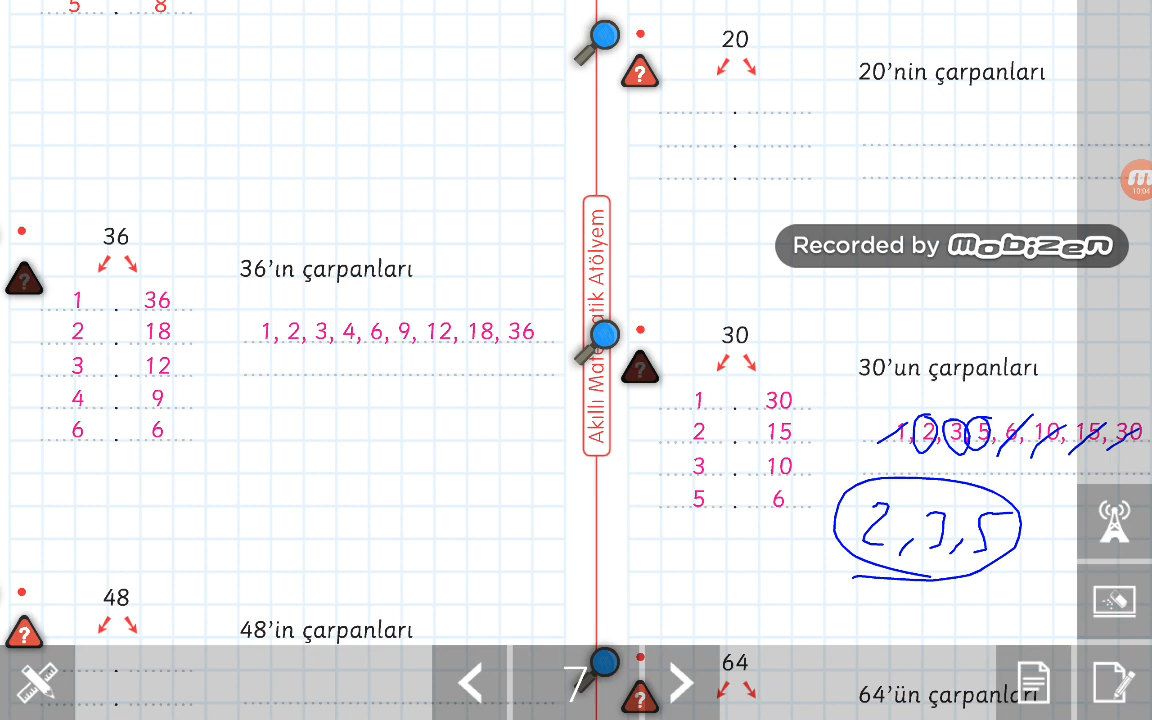 5 . 8
36
36'ın çarpanları
1 . 36
2 . 18
1, 2, 3, 4, 6, 9, 12, 18, 36
3 . 12
4 . 9
6 . 6
48
48'in çarpanları
Akıllı Matematik Atölyem
20
20'nin çarpanları
10:04
Recorded by mobizen
30
30'un çarpanları
1 . 30
2 . 15
1, 2, 3, 5, 6, 10, 15, 30
3 . 10
5 . 6
2, 3, 5
64
64'ün çarpanları
7